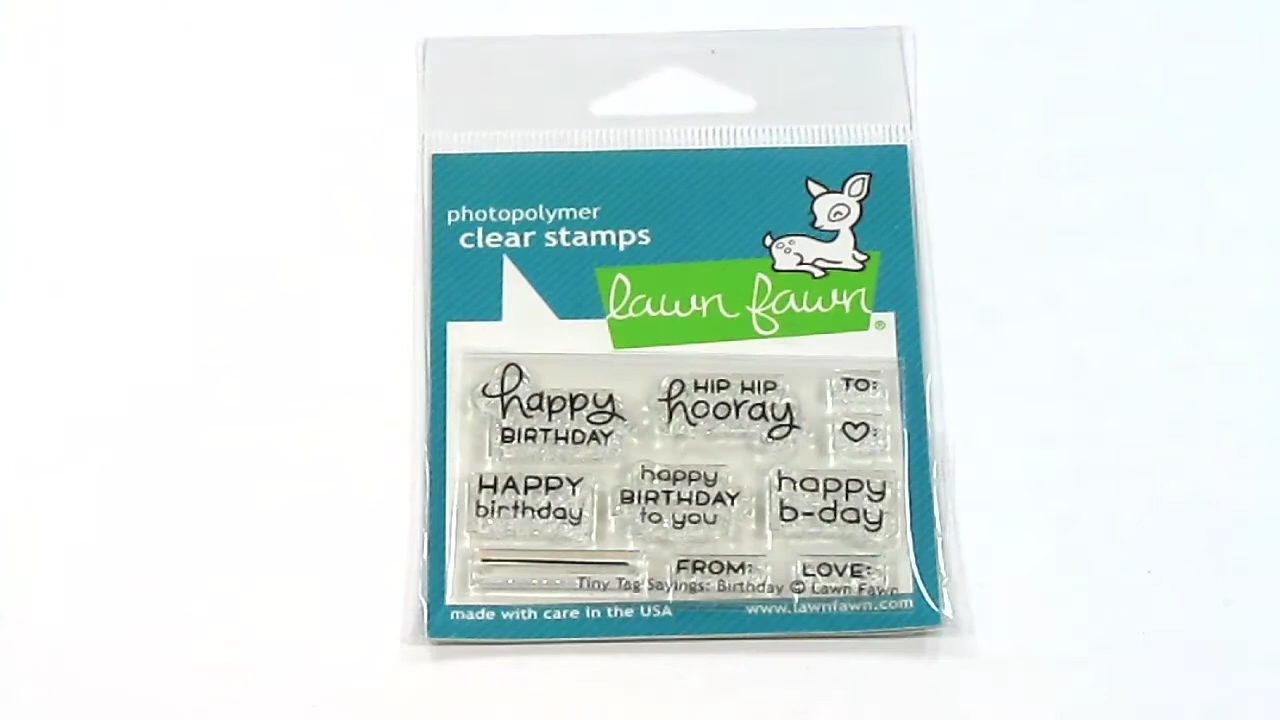 photopolymer
clear stamps
lawn fawn®
happy
BIRTHDAY
HIP HIP
hooray
TO:
♡:
HAPPY
birthday
happy
BIRTHDAY
to you
happy
b-day
FROM:
LOVE:
Tiny Tag Sayings: Birthday © Lawn Fawn
made with care in the USA
www.lawnfawn.com